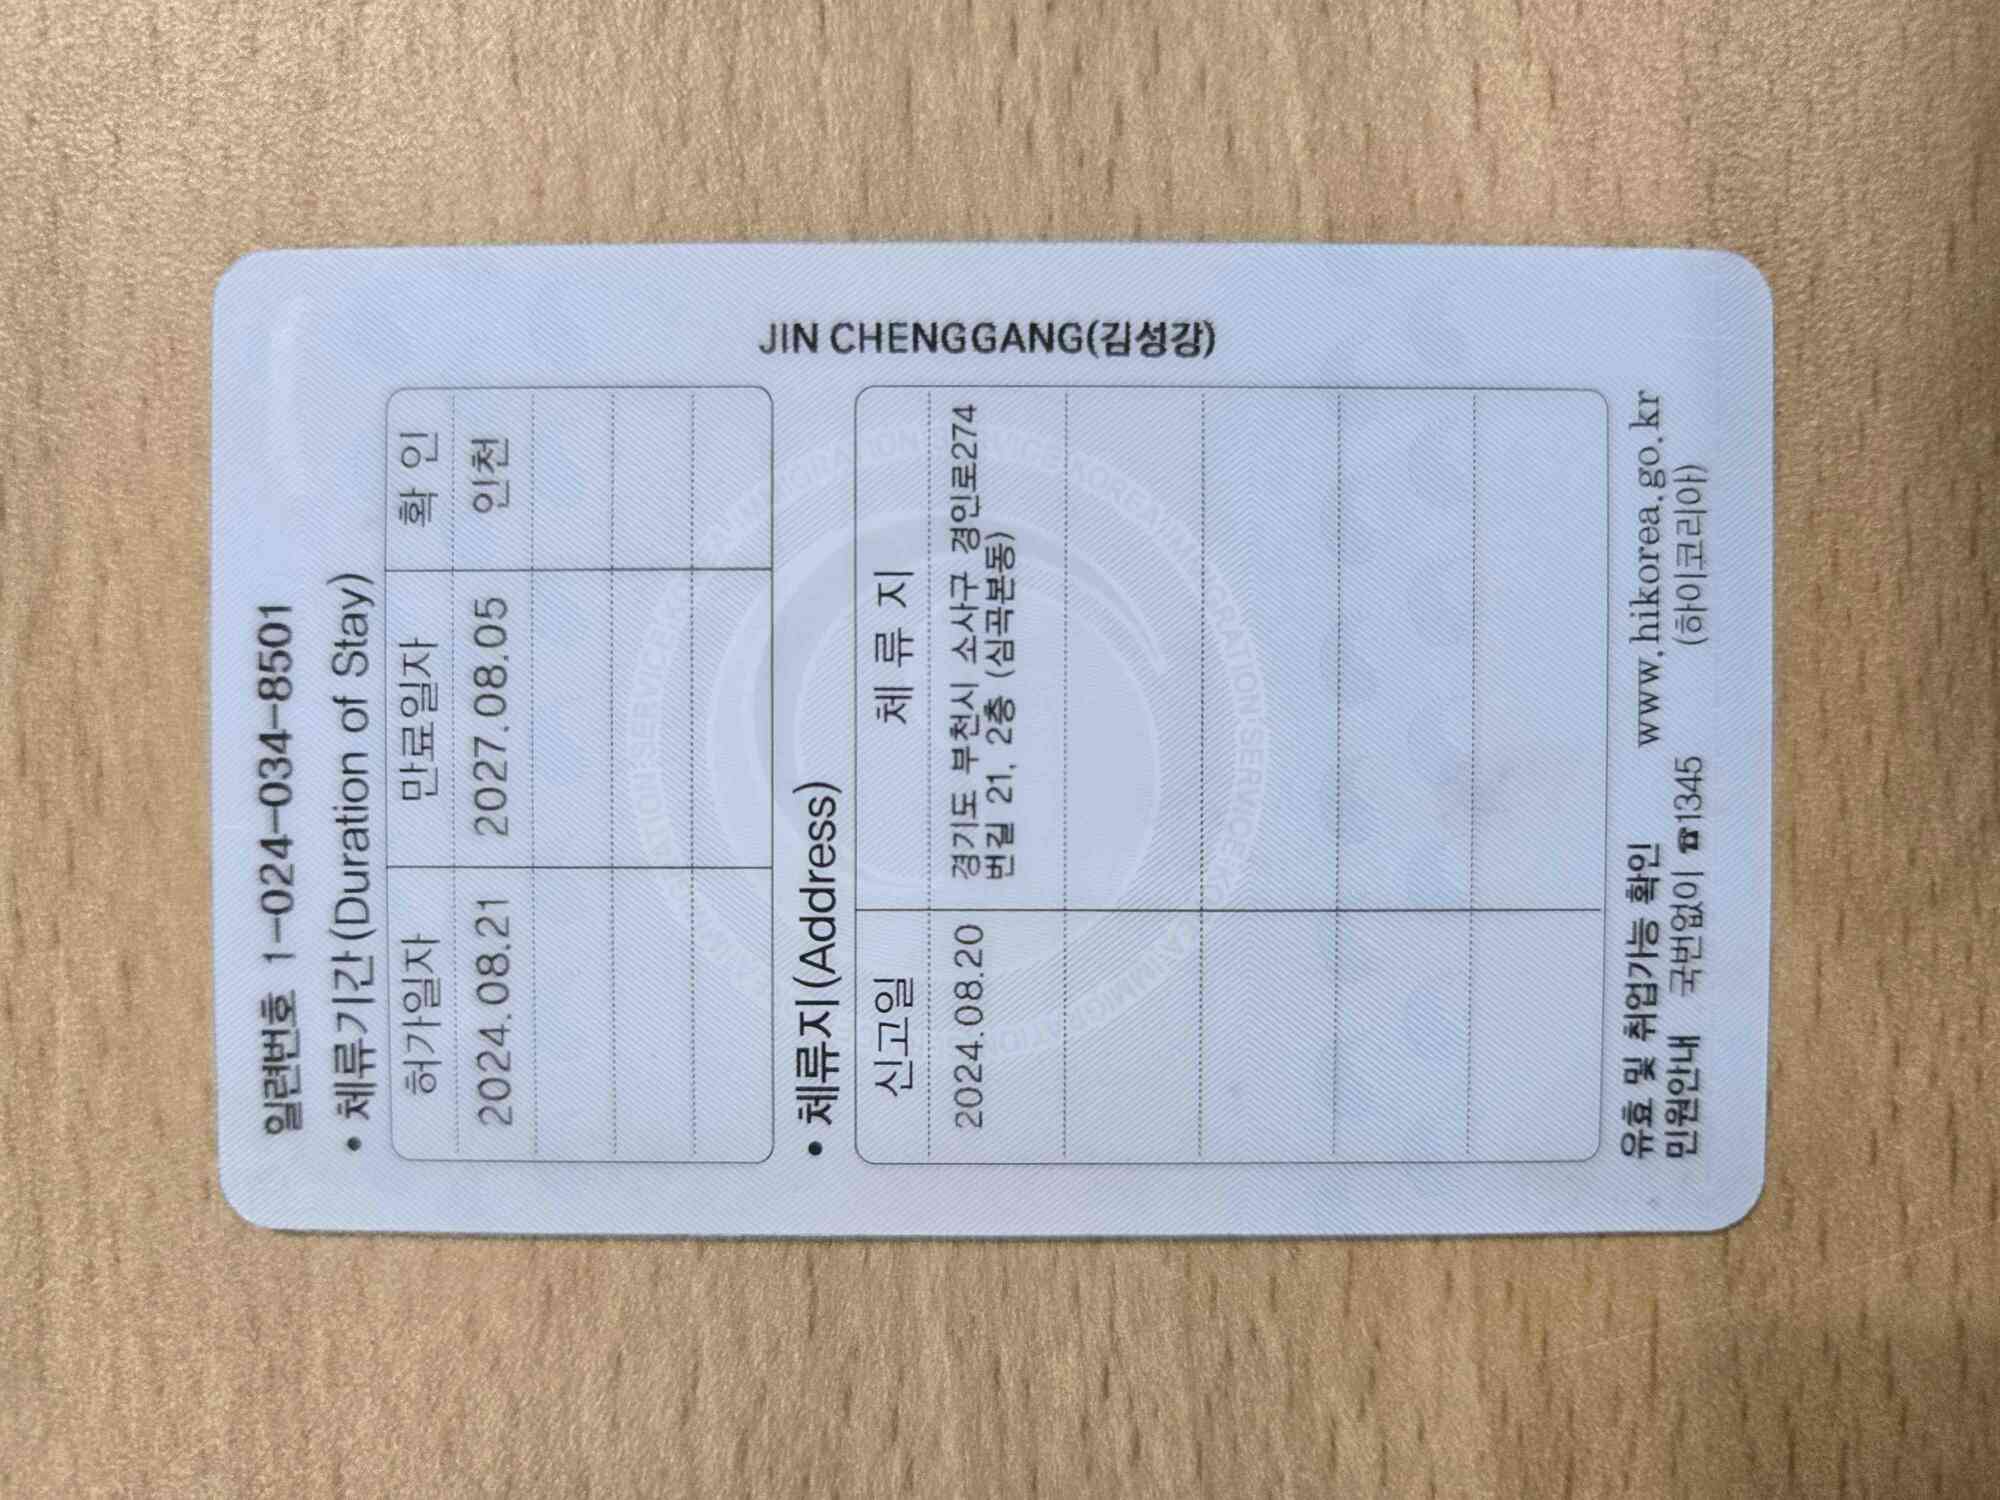 일련번호 1-024-034-8501
• 체류기간(Duration of Stay)
허가일자 만료일자 확 인
2024.08.21 2027.08.05 인천
JIN CHENGGANG(김성강)
• 체류지(Address)
신고일 체 류 지
2024.08.20 경기도 부천시 소사구 경인로274
번길 21, 2층 (심곡본동)
유효 및 취업가능 확인 www.hikorea.go.kr
민원안내 국번없이 ☎1345 (하이코리아)